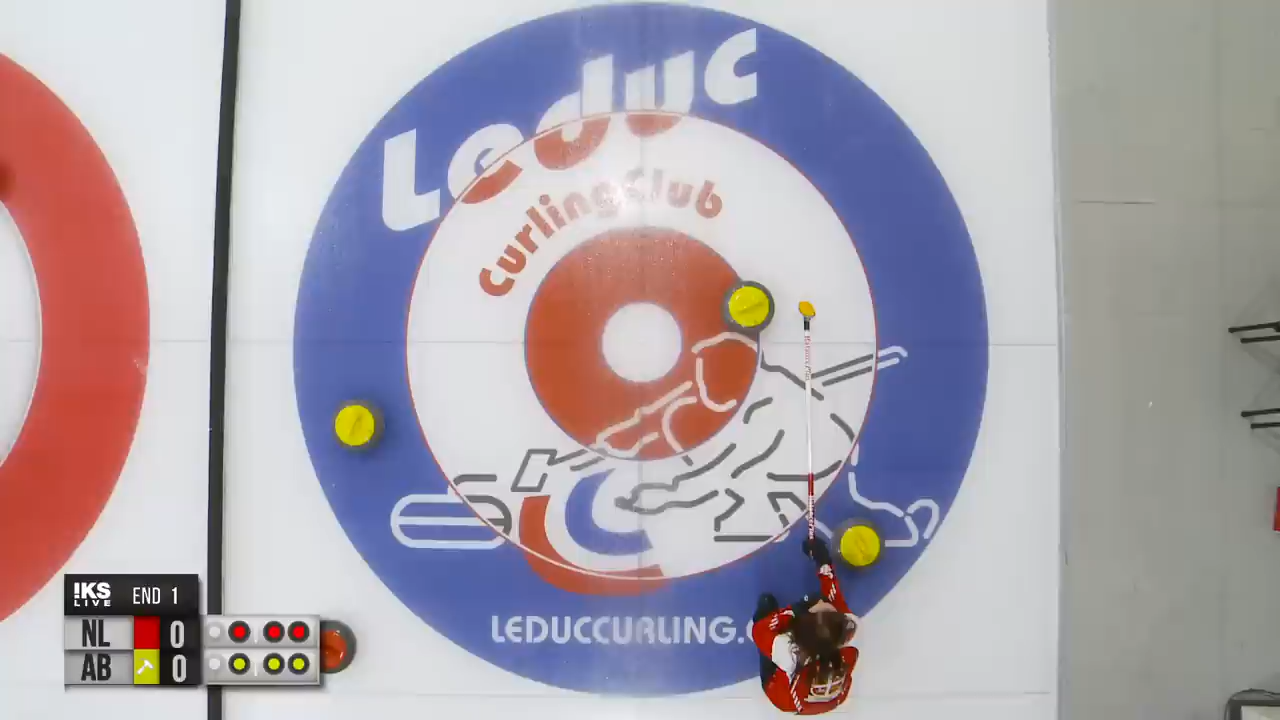 Leduc
Curling Club
LEDUCCURLING.
IKS
LIVE
END 1
NL 0
AB 0